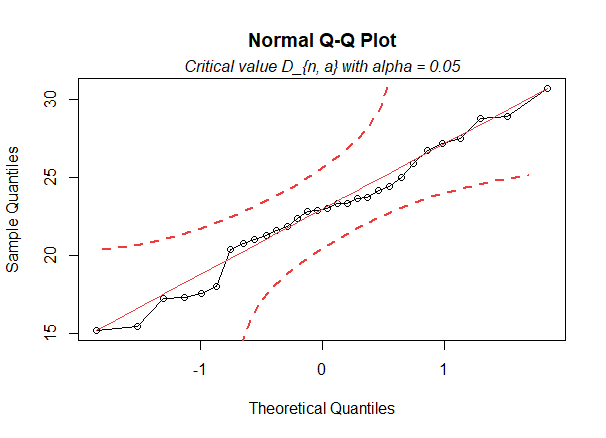 Normal Q-Q Plot
Critical value D_{n, a} with alpha = 0.05
Sample Quantiles
30
25
20
15
-1 0 1
Theoretical Quantiles